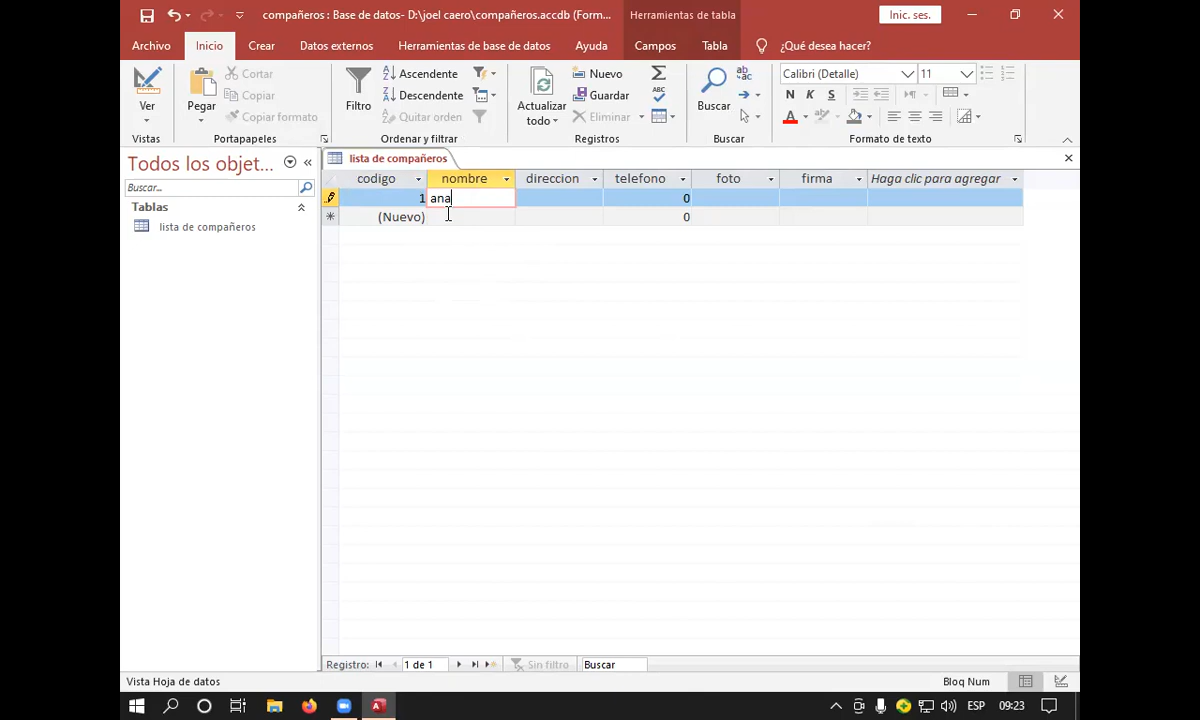 compañeros : Base de datos- D:\joel caero\compañeros.accdb (Form...
Herramientas de tabla
Inic. ses.
Archivo Inicio Crear Datos externos Herramientas de base de datos Ayuda Campos Tabla ¿Qué desea hacer?
Ver
Vistas
Pegar
Cortar
Copiar
Copiar formato
Portapapeles
Filtro
Ascendente
Descendente
Quitar orden
Ordenar y filtrar
Actualizar
todo
Nuevo
Guardar
Eliminar
Registros
Buscar
Buscar
Calibri (Detalle) 11
N K S
Formato de texto
Todos los objet...
Buscar...
Tablas
lista de compañeros
lista de compañeros
codigo nombre direccion telefono foto firma Haga clic para agregar
1 ana 0
(Nuevo) 0
Registro: 1 de 1 Sin filtro Buscar
Vista Hoja de datos Bloq Num
ESP 09:23